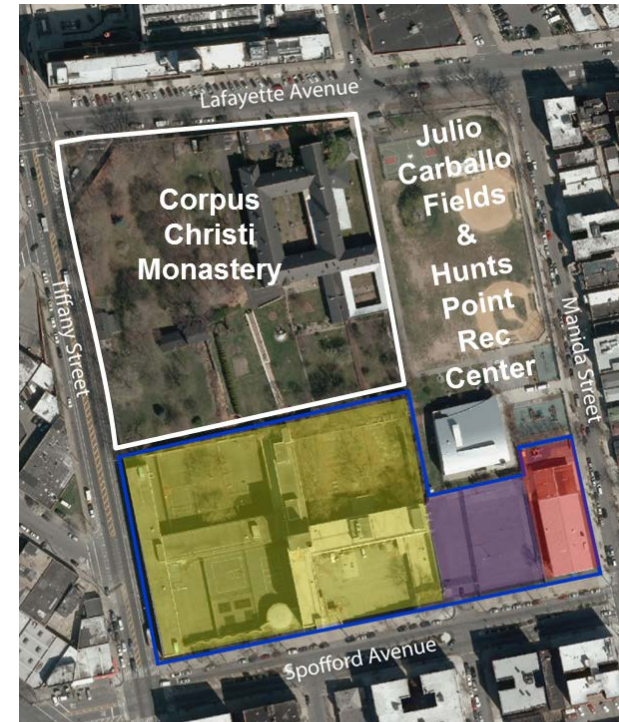 Lafayette Avenue
Corpus
Christi
Monastery
Julio
Carballo
Fields
&
Hunts
Point
Rec
Center
Tiffany Street
Manida Street
Spofford Avenue